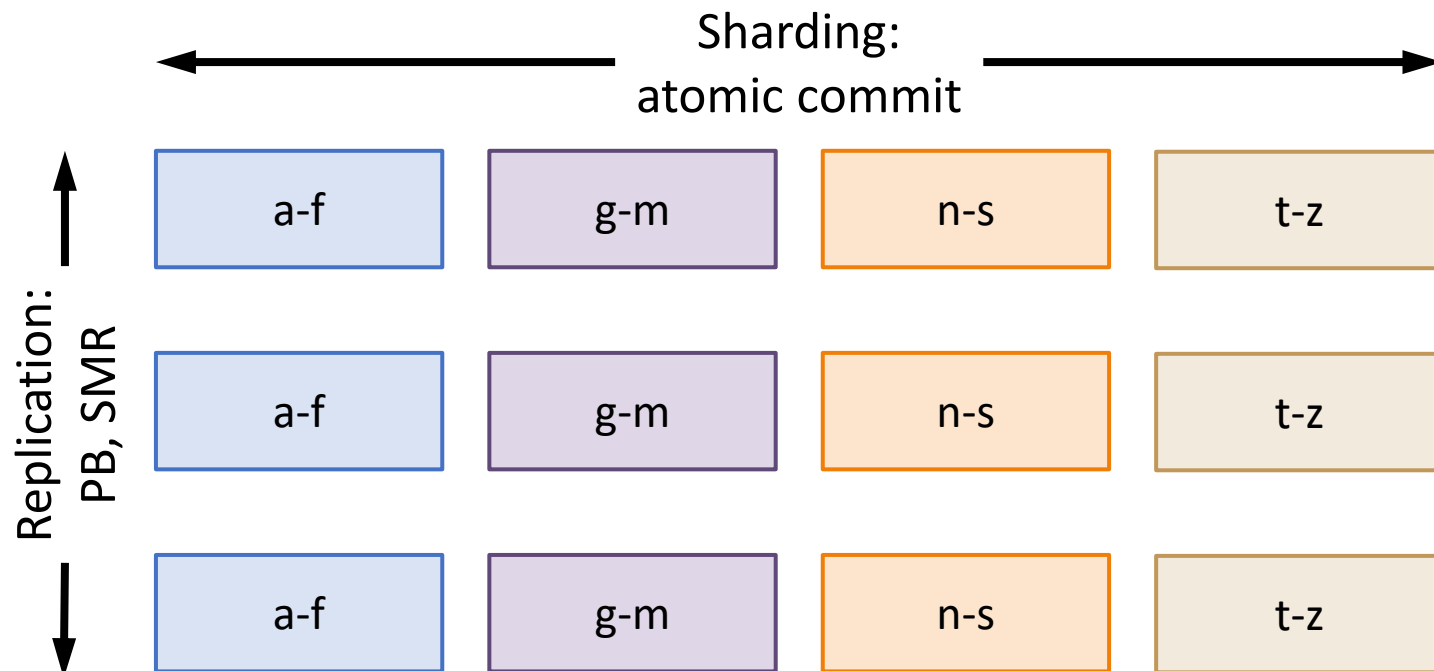 Sharding:
atomic commit
Replication:
PB, SMR
a-f
g-m
n-s
t-z
a-f
g-m
n-s
t-z
a-f
g-m
n-s
t-z